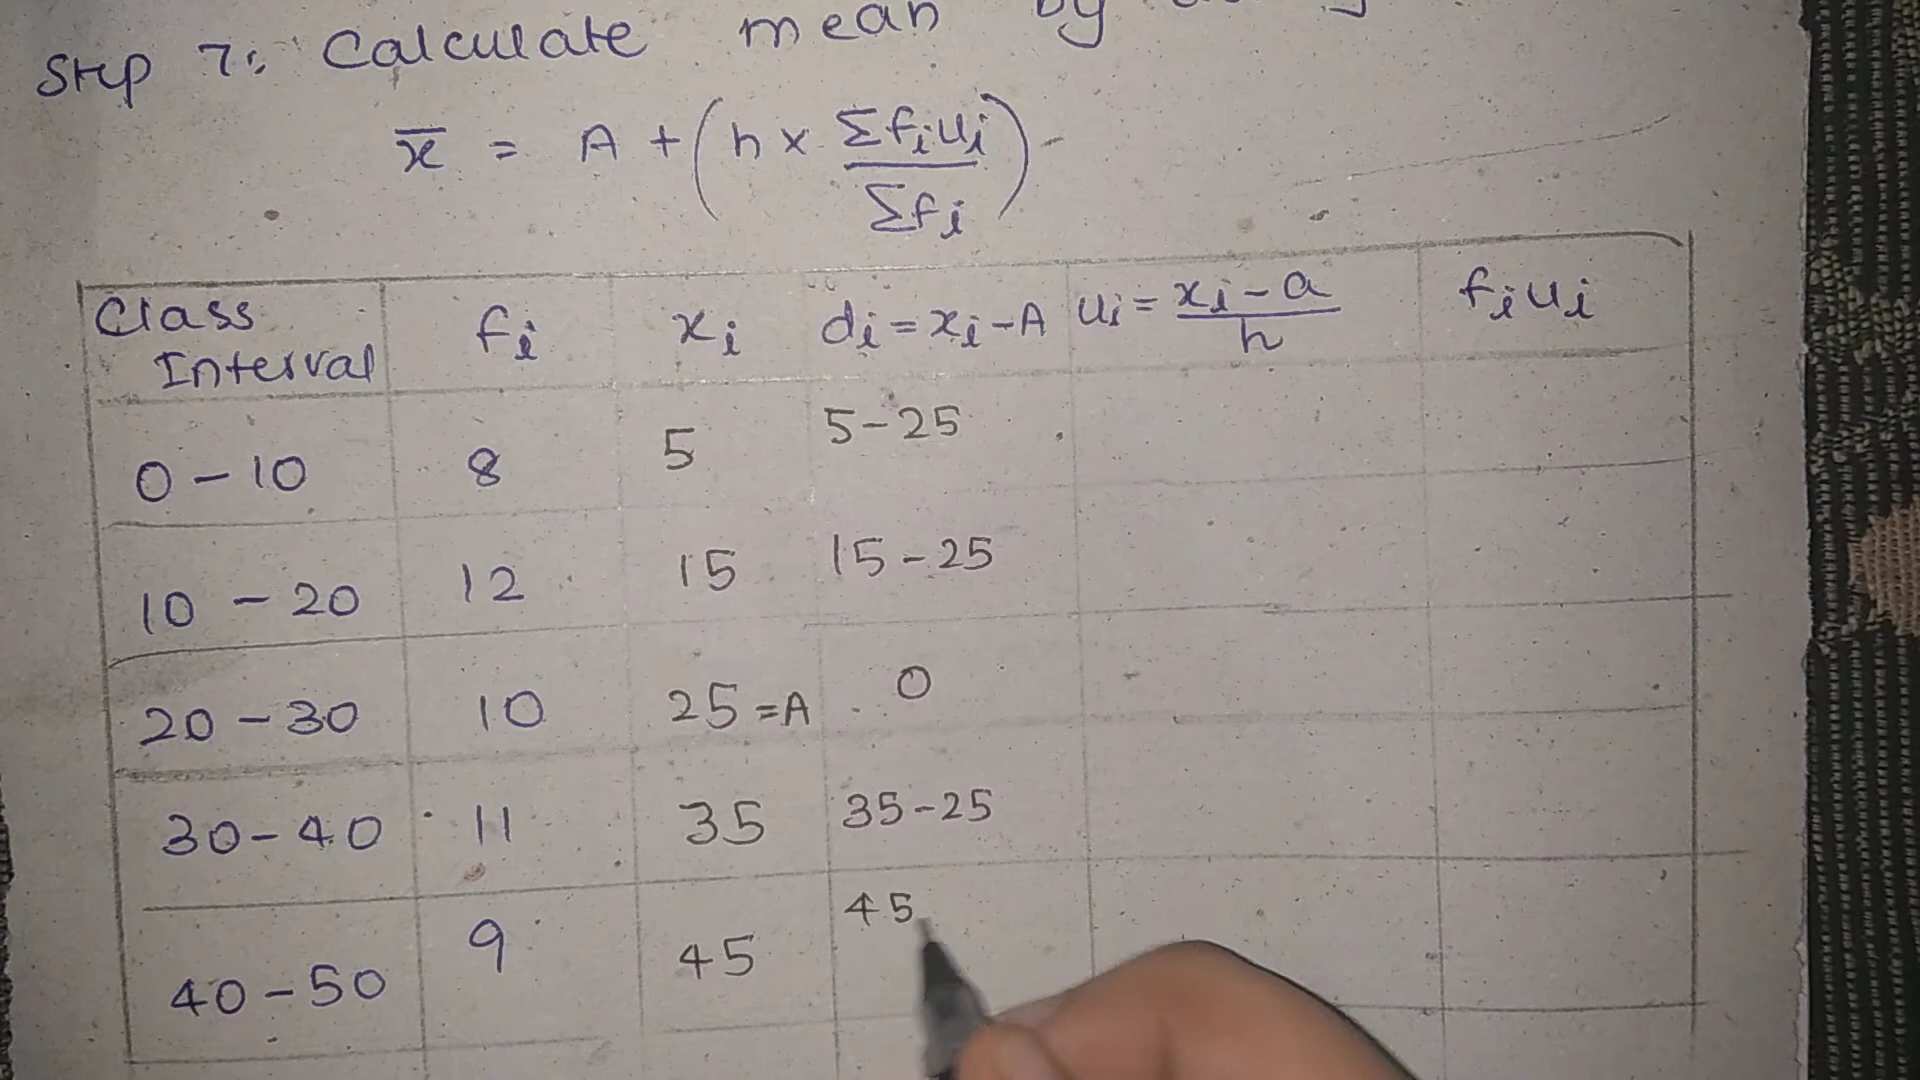 Step 7: Calculate mean by
x̄ = A + (h × Σfiui / Σfi)
Class Interval fi xi di = xi - A ui = xi - a / h fiui
0 - 10 8 5 5 - 25
10 - 20 12 15 15 - 25
20 - 30 10 25 = A 0
30 - 40 11 35 35 - 25
40 - 50 9 45 45